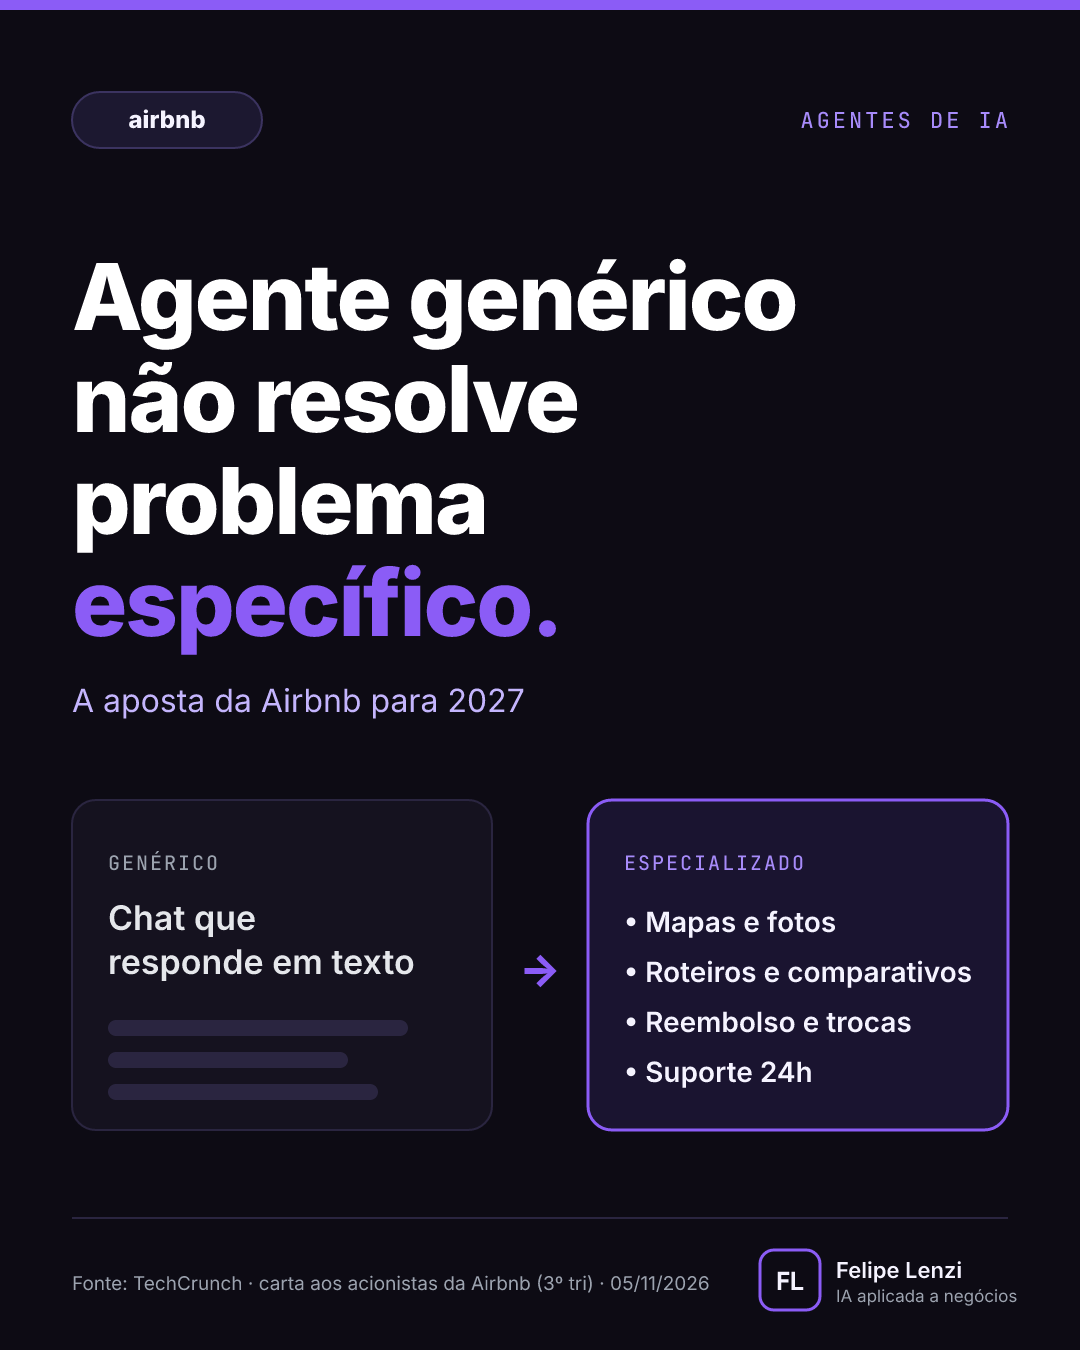 airbnb
AGENTES DE IA
Agente genérico
não resolve
problema
específico.
A aposta da Airbnb para 2027
GENÉRICO
Chat que
responde em texto
→
ESPECIALIZADO
• Mapas e fotos
• Roteiros e comparativos
• Reembolso e trocas
• Suporte 24h
Fonte: TechCrunch · carta aos acionistas da Airbnb (3º tri) · 05/11/2026
FL
Felipe Lenzi
IA aplicada a negócios